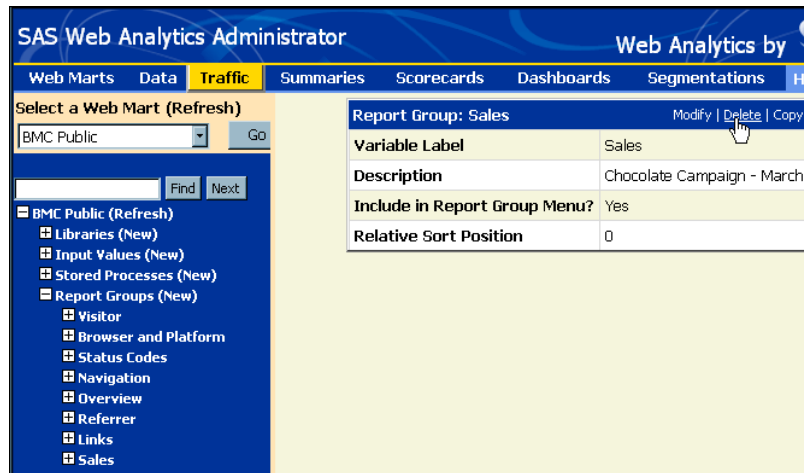 SAS Web Analytics Administrator
Web Analytics by
Web Marts Data Traffic Summaries Scorecards Dashboards Segmentations H
Select a Web Mart (Refresh)
BMC Public Go
Find Next
BMC Public (Refresh)
Libraries (New)
Input Values (New)
Stored Processes (New)
Report Groups (New)
Visitor
Browser and Platform
Status Codes
Navigation
Overview
Referrer
Links
Sales
Report Group: Sales Modify | Delete | Copy
Variable Label Sales
Description Chocolate Campaign - March
Include in Report Group Menu? Yes
Relative Sort Position 0